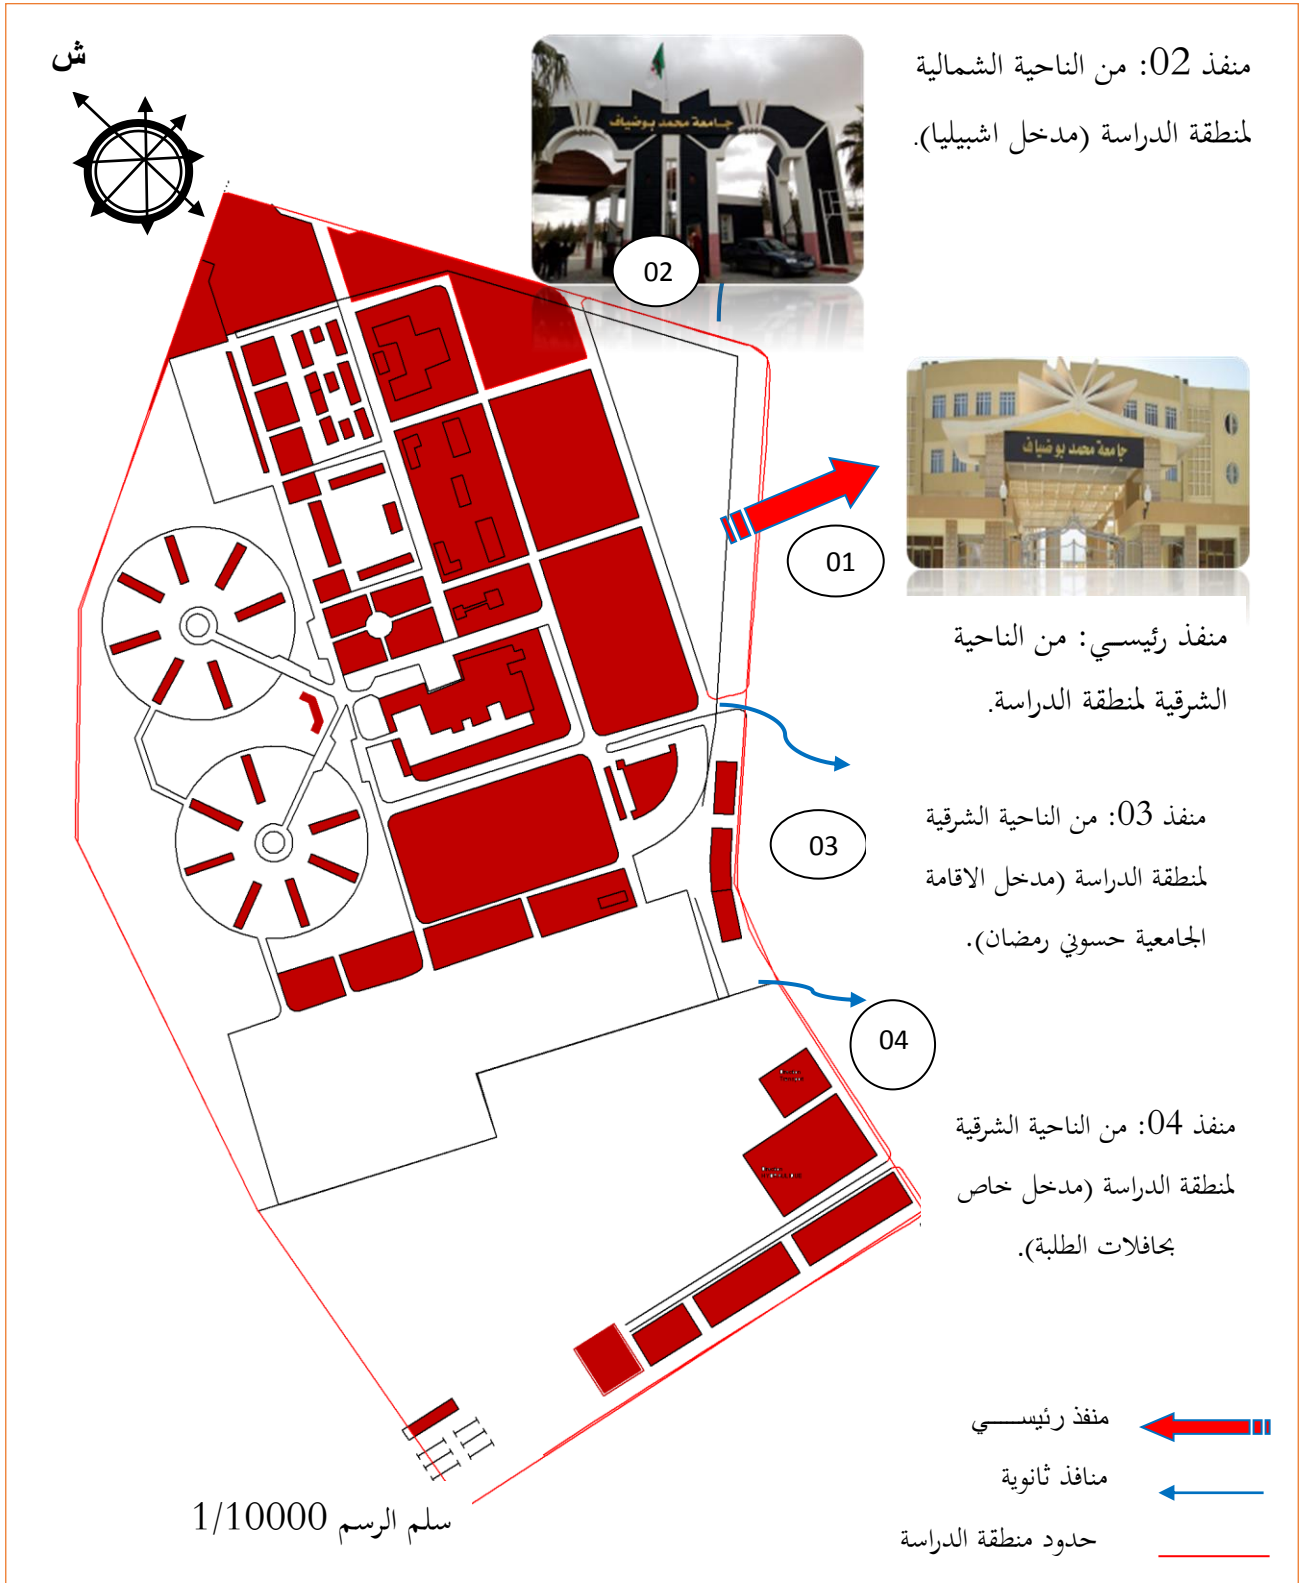 ش
منفذ 02: من الناحية الشمالية
لمنطقة الدراسة (مدخل اشبيليا).
جامعة محمد بوضياف
02
جامعة محمد بوضياف
01
منفذ رئيســي: من الناحية
الشرقية لمنطقة الدراسة.
منفذ 03: من الناحية الشرقية
لمنطقة الدراسة (مدخل الاقامة
الجامعية حسوني رمضان).
03
04
منفذ 04: من الناحية الشرقية
لمنطقة الدراسة (مدخل خاص
بحافلات الطلبة).
منفذ رئيســــي
منافذ ثانوية
حدود منطقة الدراسة
سلم الرسم 1/10000